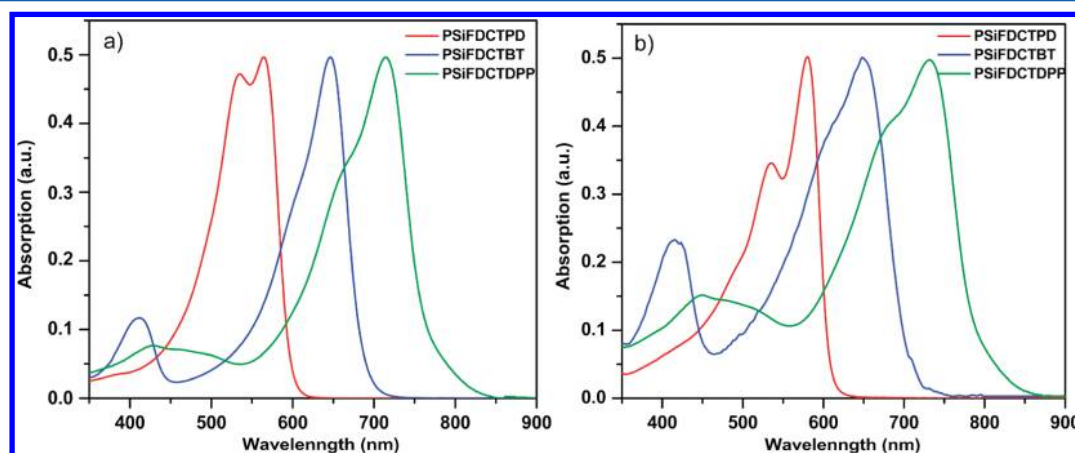 a)
PSiFDCTPD
PSiFDCTBT
PSiFDCTDPP
0.5
0.4
0.3
0.2
0.1
0.0
Absorption (a.u.)
400 500 600 700 800 900
Wavelenngth (nm)
b)
PSiFDCTPD
PSiFDCTBT
PSiFDCTDPP
0.5
0.4
0.3
0.2
0.1
0.0
Absorption (a.u.)
400 500 600 700 800 900
Wavelenngth (nm)